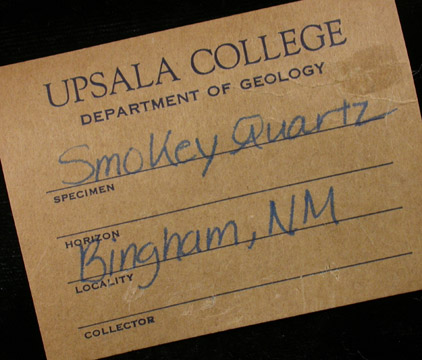 UPSALA COLLEGE
DEPARTMENT OF GEOLOGY
Smokey Quartz
SPECIMEN
HORIZON
Bingham, NM
LOCALITY
COLLECTOR